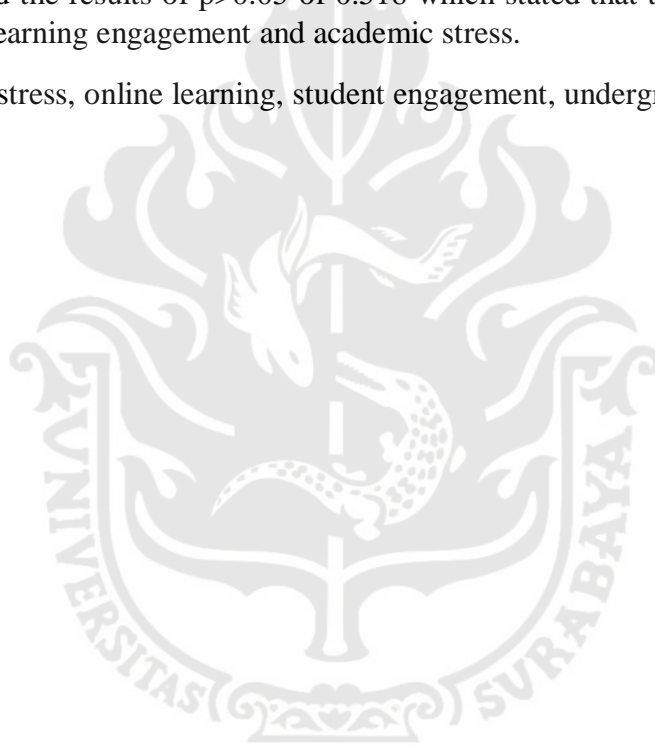 the results of p>0.05 of which stated that
earning engagement and academic stress.
stress, online learning, student engagement, undergr
UNIVERSITAS SURABAYA